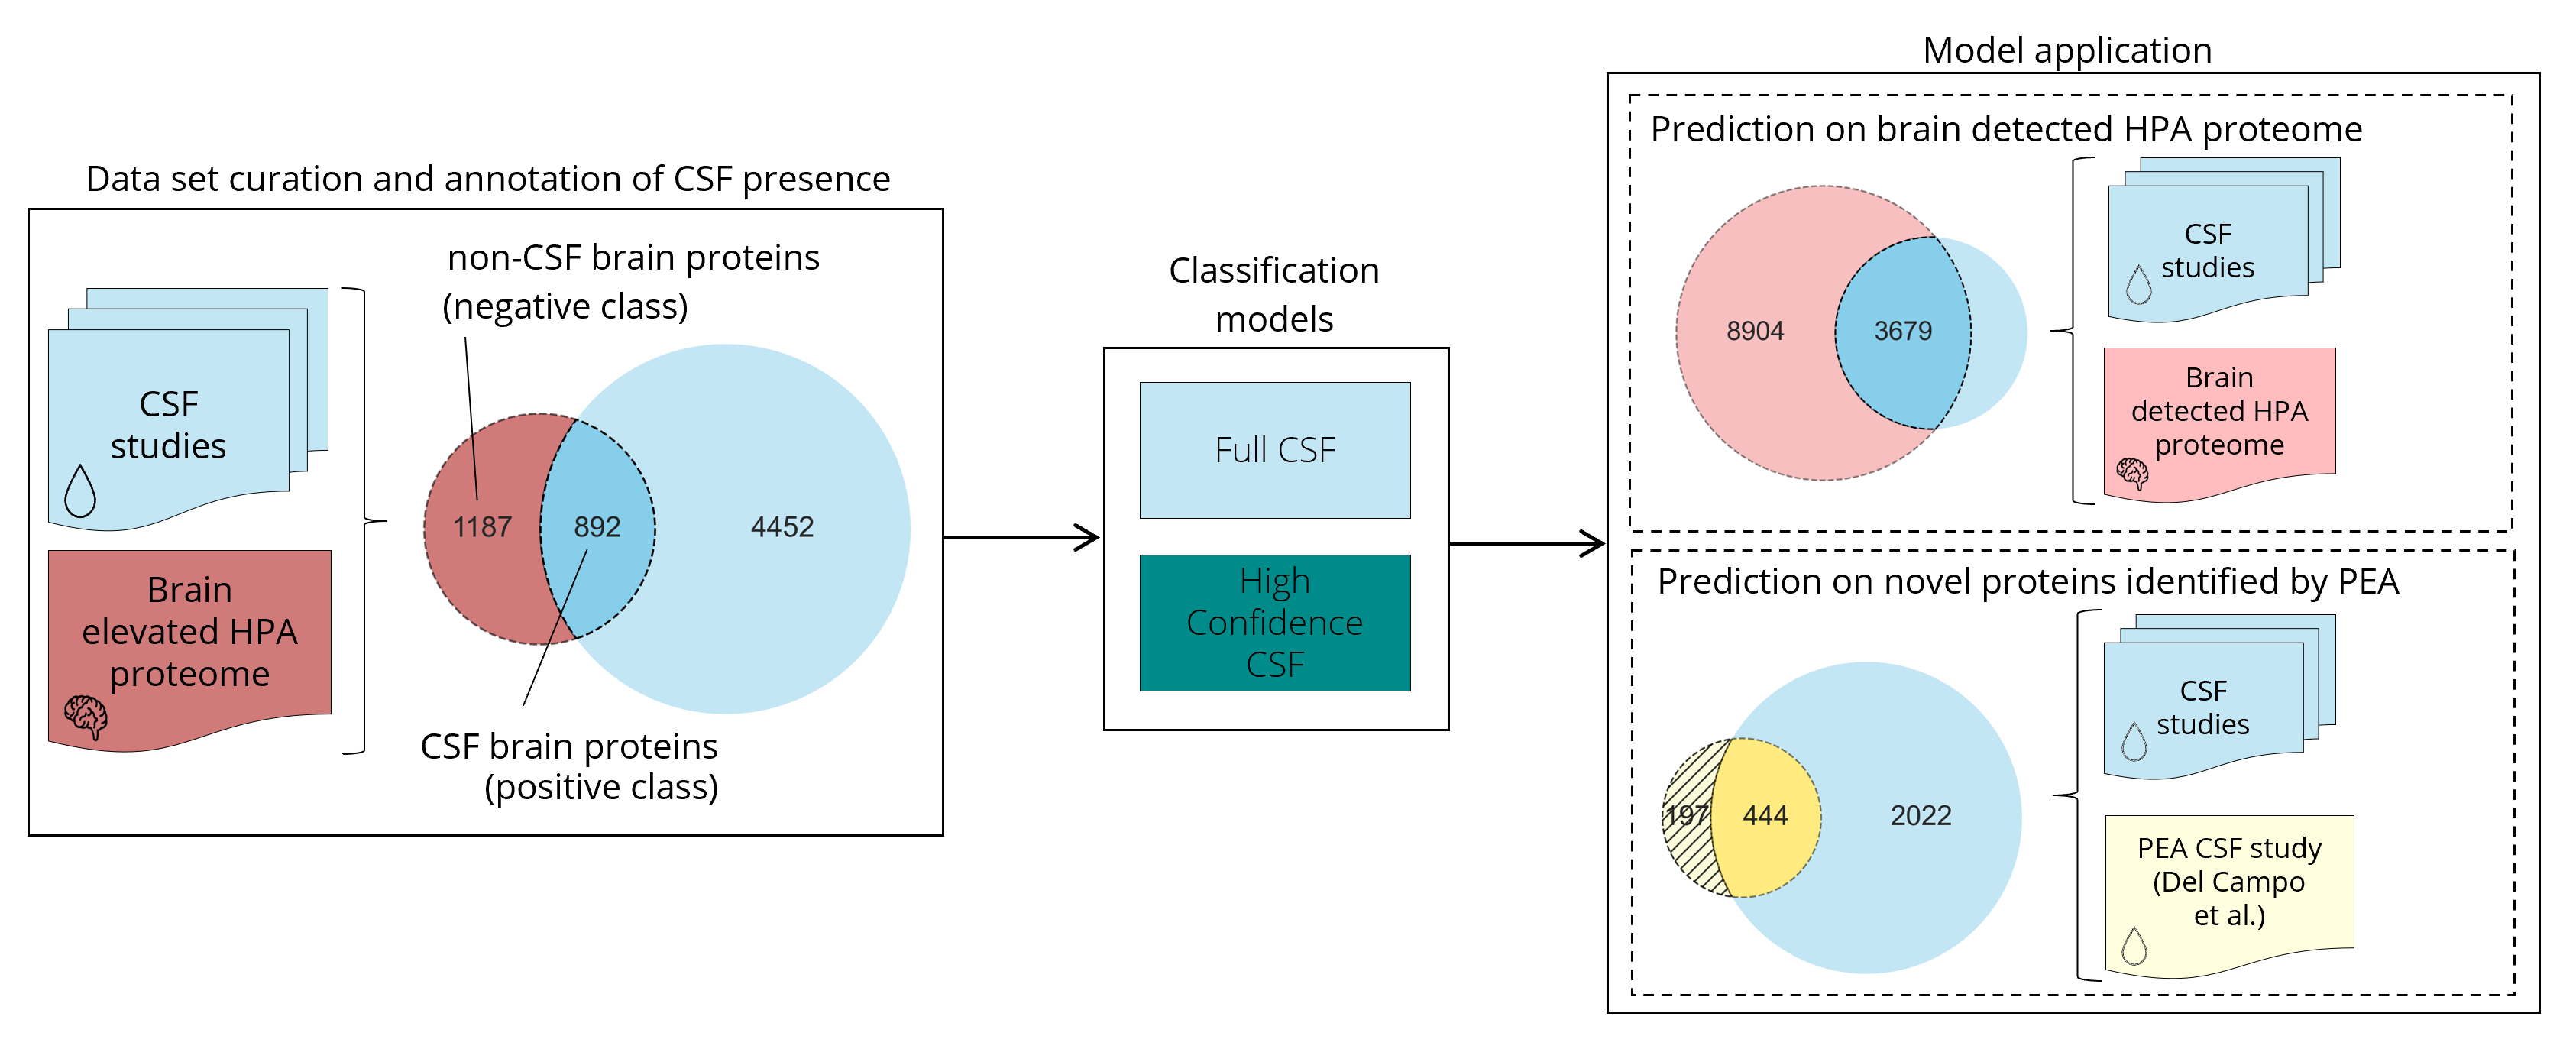 Data set curation and annotation of CSF presence
CSF
studies
Brain
elevated HPA
proteome
non-CSF brain proteins
(negative class)
1187
892
4452
CSF brain proteins
(positive class)
Classification
models
Full CSF
High
Confidence
CSF
Model application
Prediction on brain detected HPA proteome
8904
3679
CSF
studies
Brain
detected HPA
proteome
Prediction on novel proteins identified by PEA
197
444
2022
CSF
studies
PEA CSF study
(Del Campo
et al.)